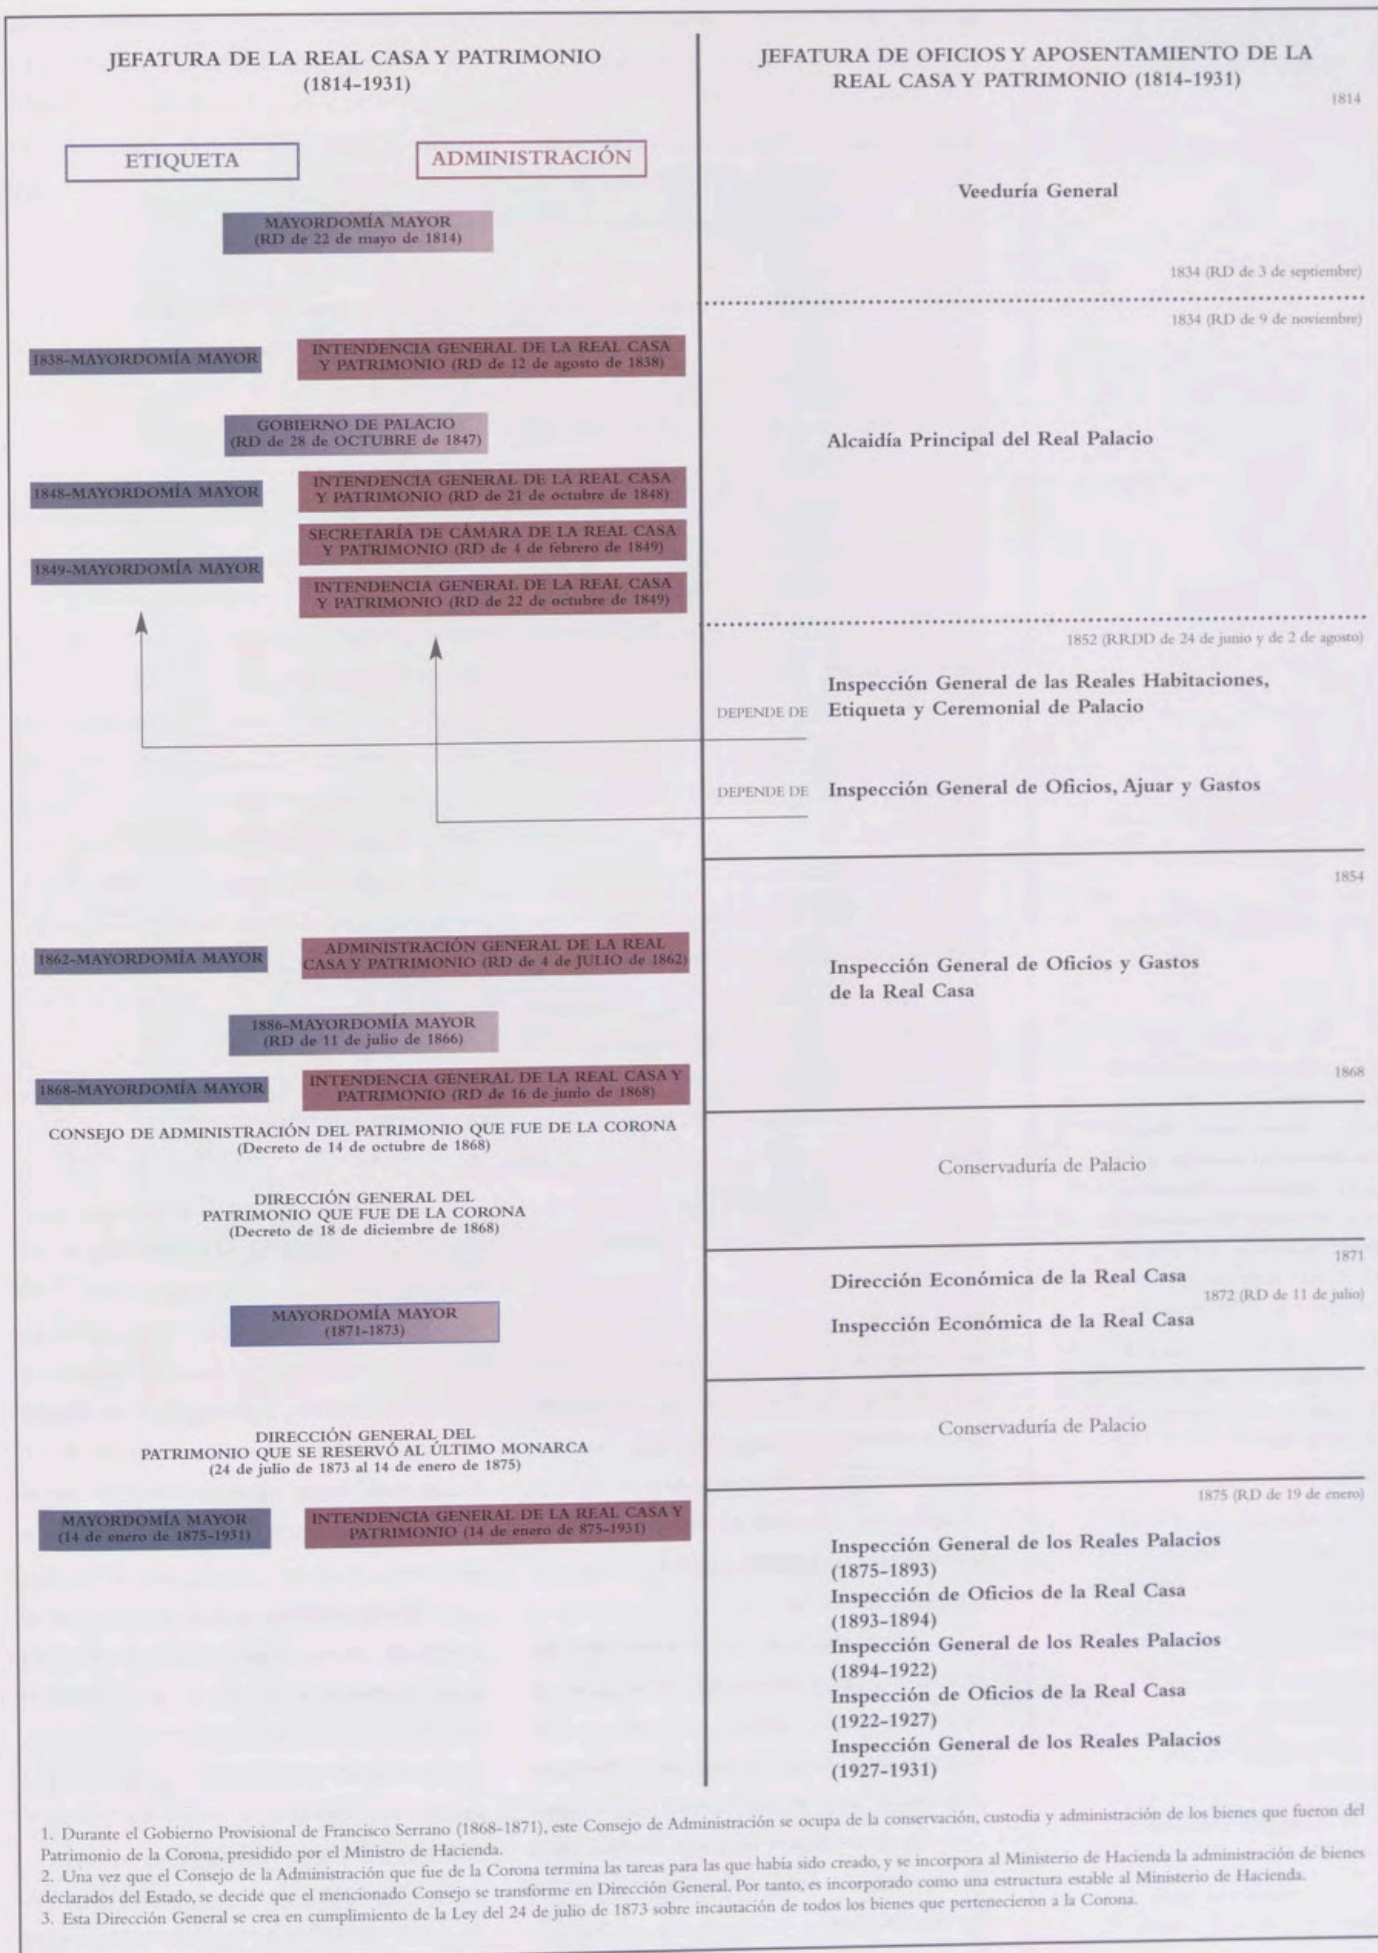 JEFATURA DE LA REAL CASA Y PATRIMONIO
(1814-1931)
ETIQUETA
ADMINISTRACIÓN
MAYORDOMÍA MAYOR
(RD de 22 de mayo de 1814)
1838-MAYORDOMÍA MAYOR
INTENDENCIA GENERAL DE LA REAL CASA
Y PATRIMONIO (RD de 12 de agosto de 1838)
GOBIERNO DE PALACIO
(RD de 28 de OCTUBRE de 1847)
1848-MAYORDOMÍA MAYOR
INTENDENCIA GENERAL DE LA REAL CASA
Y PATRIMONIO (RD de 21 de octubre de 1848)
SECRETARÍA DE CÁMARA DE LA REAL CASA
Y PATRIMONIO (RD de 4 de febrero de 1849)
1849-MAYORDOMÍA MAYOR
INTENDENCIA GENERAL DE LA REAL CASA
Y PATRIMONIO (RD de 22 de octubre de 1849)
1862-MAYORDOMÍA MAYOR
ADMINISTRACIÓN GENERAL DE LA REAL
CASA Y PATRIMONIO (RD de 4 de JULIO de 1862)
1886-MAYORDOMÍA MAYOR
(RD de 11 de julio de 1866)
1868-MAYORDOMÍA MAYOR
INTENDENCIA GENERAL DE LA REAL CASA Y
PATRIMONIO (RD de 16 de junio de 1868)
CONSEJO DE ADMINISTRACIÓN DEL PATRIMONIO QUE FUE DE LA CORONA
(Decreto de 14 de octubre de 1868)
DIRECCIÓN GENERAL DEL
PATRIMONIO QUE FUE DE LA CORONA
(Decreto de 18 de diciembre de 1868)
MAYORDOMÍA MAYOR
(1871-1873)
DIRECCIÓN GENERAL DEL
PATRIMONIO QUE SE RESERVÓ AL ÚLTIMO MONARCA
(24 de julio de 1873 al 14 de enero de 1875)
MAYORDOMÍA MAYOR
(14 de enero de 1875-1931)
INTENDENCIA GENERAL DE LA REAL CASA Y
PATRIMONIO (14 de enero de 875-1931)
JEFATURA DE OFICIOS Y APOSENTAMIENTO DE LA
REAL CASA Y PATRIMONIO (1814-1931)
1814
Veeduría General
1834 (RD de 3 de septiembre)
1834 (RD de 9 de noviembre)
Alcaidía Principal del Real Palacio
1852 (RRDD de 24 de junio y de 2 de agosto)
Inspección General de las Reales Habitaciones,
DEPENDE DE Etiqueta y Ceremonial de Palacio
DEPENDE DE Inspección General de Oficios, Ajuar y Gastos
1854
Inspección General de Oficios y Gastos
de la Real Casa
1868
Conservaduría de Palacio
1871
Dirección Económica de la Real Casa
1872 (RD de 11 de julio)
Inspección Económica de la Real Casa
Conservaduría de Palacio
1875 (RD de 19 de enero)
Inspección General de los Reales Palacios
(1875-1893)
Inspección de Oficios de la Real Casa
(1893-1894)
Inspección General de los Reales Palacios
(1894-1922)
Inspección de Oficios de la Real Casa
(1922-1927)
Inspección General de los Reales Palacios
(1927-1931)
1. Durante el Gobierno Provisional de Francisco Serrano (1868-1871), este Consejo de Administración se ocupa de la conservación, custodia y administración de los bienes que fueron del
Patrimonio de la Corona, presidido por el Ministro de Hacienda.
2. Una vez que el Consejo de la Administración que fue de la Corona termina las tareas para las que había sido creado, y se incorpora al Ministerio de Hacienda la administración de bienes
declarados del Estado, se decide que el mencionado Consejo se transforme en Dirección General. Por tanto, es incorporado como una estructura estable al Ministerio de Hacienda.
3. Esta Dirección General se crea en cumplimiento de la Ley del 24 de julio de 1873 sobre incautación de todos los bienes que pertenecieron a la Corona.